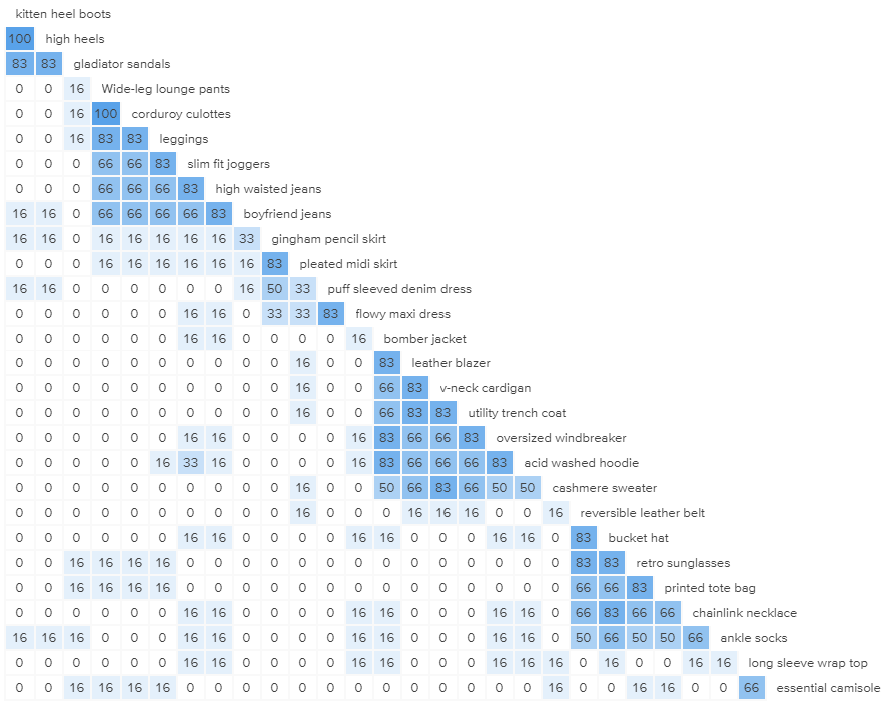 kitten heel boots
100 high heels
83 83 gladiator sandals
0 0 16 Wide-leg lounge pants
0 0 16 100 corduroy culottes
0 0 16 83 83 leggings
0 0 0 66 66 83 slim fit joggers
0 0 0 66 66 66 83 high waisted jeans
16 16 0 66 66 66 66 83 boyfriend jeans
16 16 0 16 16 16 16 16 33 gingham pencil skirt
0 0 0 16 16 16 16 16 16 83 pleated midi skirt
16 16 0 0 0 0 0 0 16 50 33 puff sleeved denim dress
0 0 0 0 0 0 16 16 0 33 33 83 flowy maxi dress
0 0 0 0 0 0 16 16 0 0 0 0 16 bomber jacket
0 0 0 0 0 0 0 0 0 0 16 0 0 83 leather blazer
0 0 0 0 0 0 0 0 0 0 16 0 0 66 83 v-neck cardigan
0 0 0 0 0 0 0 0 0 0 16 0 0 66 83 83 utility trench coat
0 0 0 0 0 0 16 16 0 0 0 0 16 83 66 66 83 oversized windbreaker
0 0 0 0 0 16 33 16 0 0 0 0 16 83 66 66 66 83 acid washed hoodie
0 0 0 0 0 0 0 0 0 0 16 0 0 50 66 83 66 50 50 cashmere sweater
0 0 0 0 0 0 0 0 0 0 16 0 0 0 16 16 16 0 0 16 reversible leather belt
0 0 0 0 0 0 16 16 0 0 0 0 16 16 0 0 0 16 16 0 83 bucket hat
0 0 16 16 16 16 0 0 0 0 0 0 0 0 0 0 0 0 0 0 83 83 retro sunglasses
0 0 16 16 16 16 0 0 0 0 0 0 0 0 0 0 0 0 0 0 66 66 83 printed tote bag
0 0 0 0 0 0 16 16 0 0 0 0 16 16 0 0 0 16 16 0 66 83 66 66 chainlink necklace
16 16 16 0 0 0 16 16 0 0 0 0 16 16 0 0 0 16 16 0 50 66 50 50 66 ankle socks
0 0 0 0 0 0 16 16 0 0 0 0 16 16 0 0 0 16 16 16 0 16 0 0 16 16 long sleeve wrap top
0 0 16 16 16 16 0 0 0 0 0 0 0 0 0 0 0 0 0 16 0 0 16 16 0 0 66 essential camisole